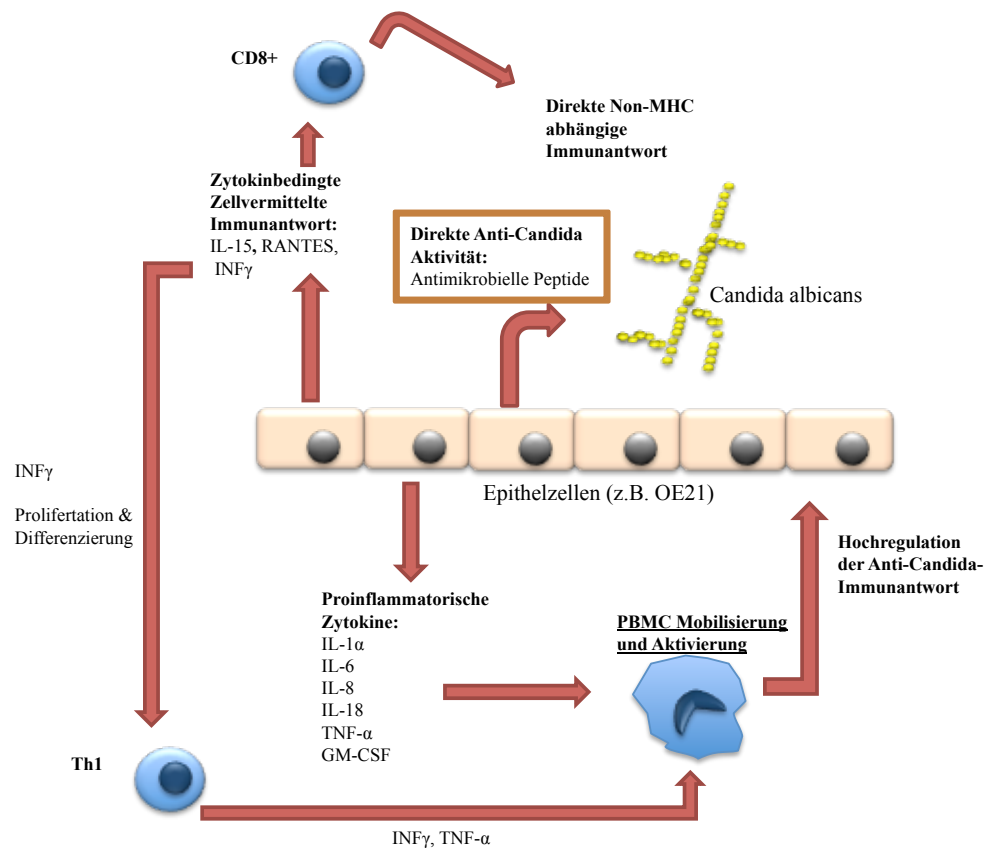 CD8+
Direkte Non-MHC
abhängige
Immunantwort
Zytokinbedingte
Zellvermittelte
Immunantwort:
IL-15, RANTES,
INFγ
Direkte Anti-Candida
Aktivität:
Antimikrobielle Peptide
Candida albicans
Epithelzellen (z.B. OE21)
INFγ
Prolifertation &
Differenzierung
Hochregulation
der Anti-Candida-
Immunantwort
Proinflammatorische
Zytokine:
IL-1α
IL-6
IL-8
IL-18
TNF-α
GM-CSF
PBMC Mobilisierung
und Aktivierung
Th1
INFγ, TNF-α